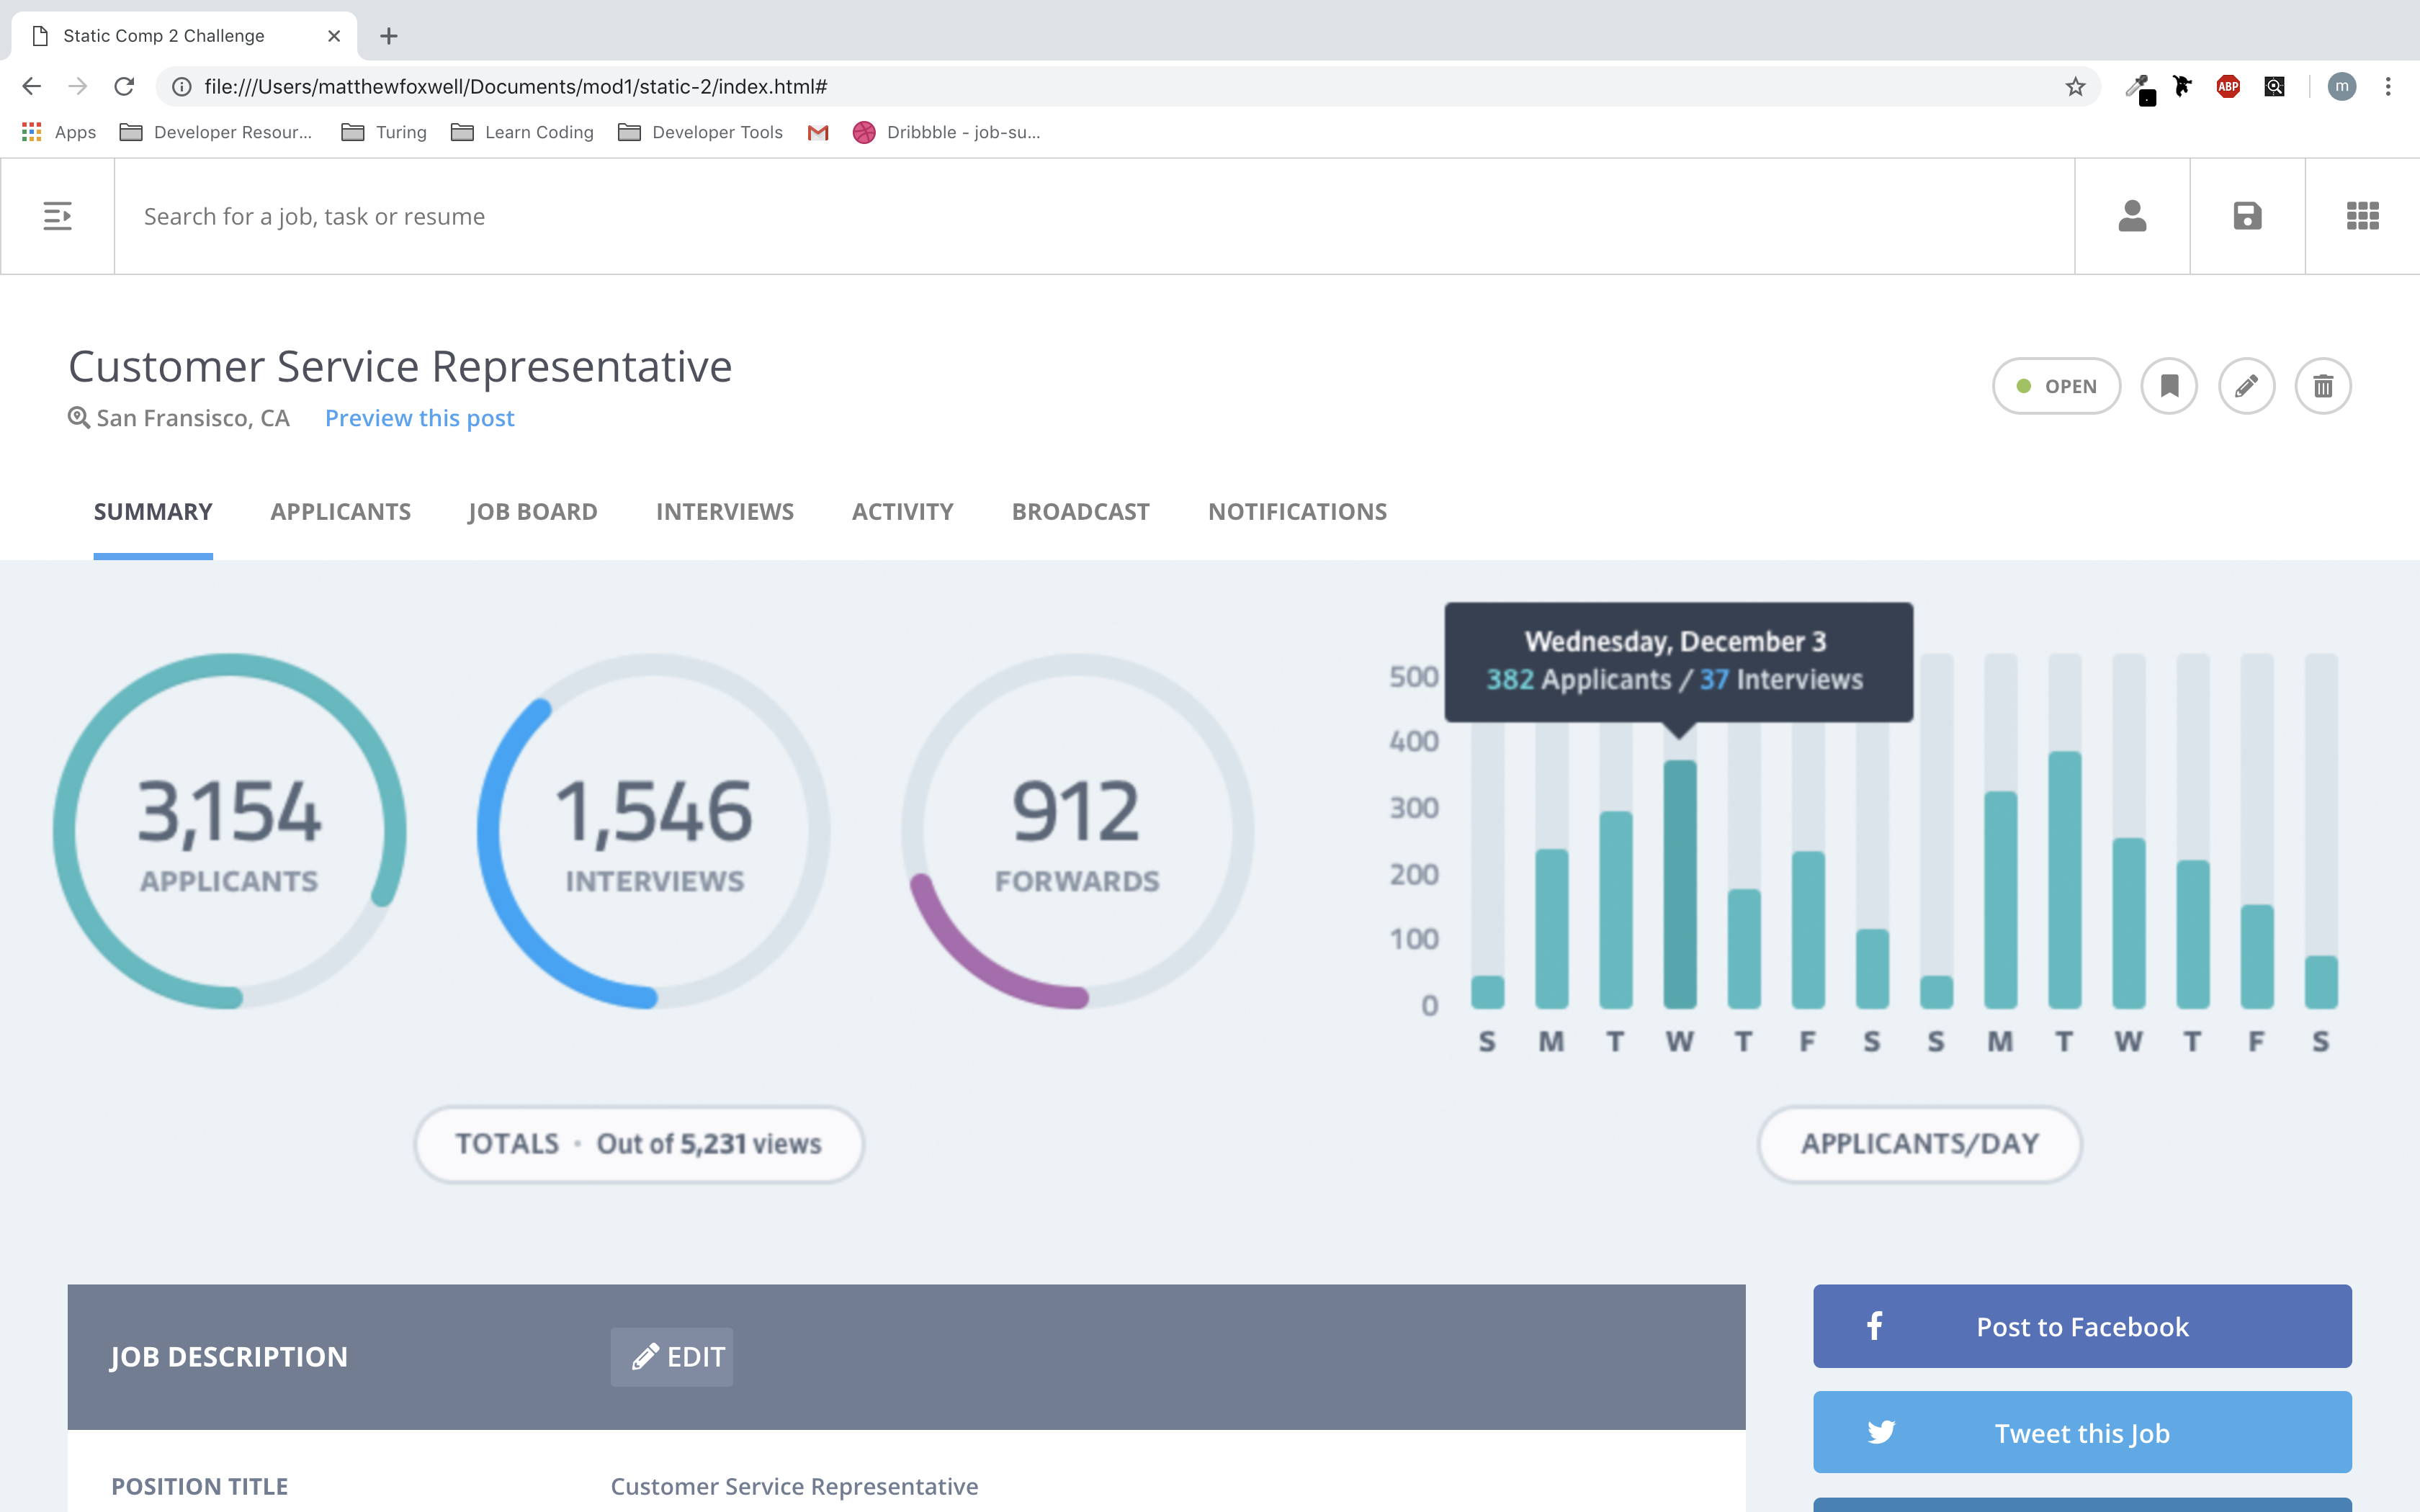 Static Comp 2 Challenge
file:///Users/matthewfoxwell/Documents/mod1/static-2/index.html#
ABP
m
Apps
Developer Resour...
Turing
Learn Coding
Developer Tools
Dribbble - job-su...
Search for a job, task or resume
Customer Service Representative
San Fransisco, CA Preview this post
OPEN
SUMMARY APPLICANTS JOB BOARD INTERVIEWS ACTIVITY BROADCAST NOTIFICATIONS
3,154
APPLICANTS
1,546
INTERVIEWS
912
FORWARDS
TOTALS • Out of 5,231 views
Wednesday, December 3
382 Applicants / 37 Interviews
500
400
300
200
100
0
S M T W T F S S M T W T F S
APPLICANTS/DAY
JOB DESCRIPTION EDIT
POSITION TITLE Customer Service Representative
Post to Facebook
Tweet this Job